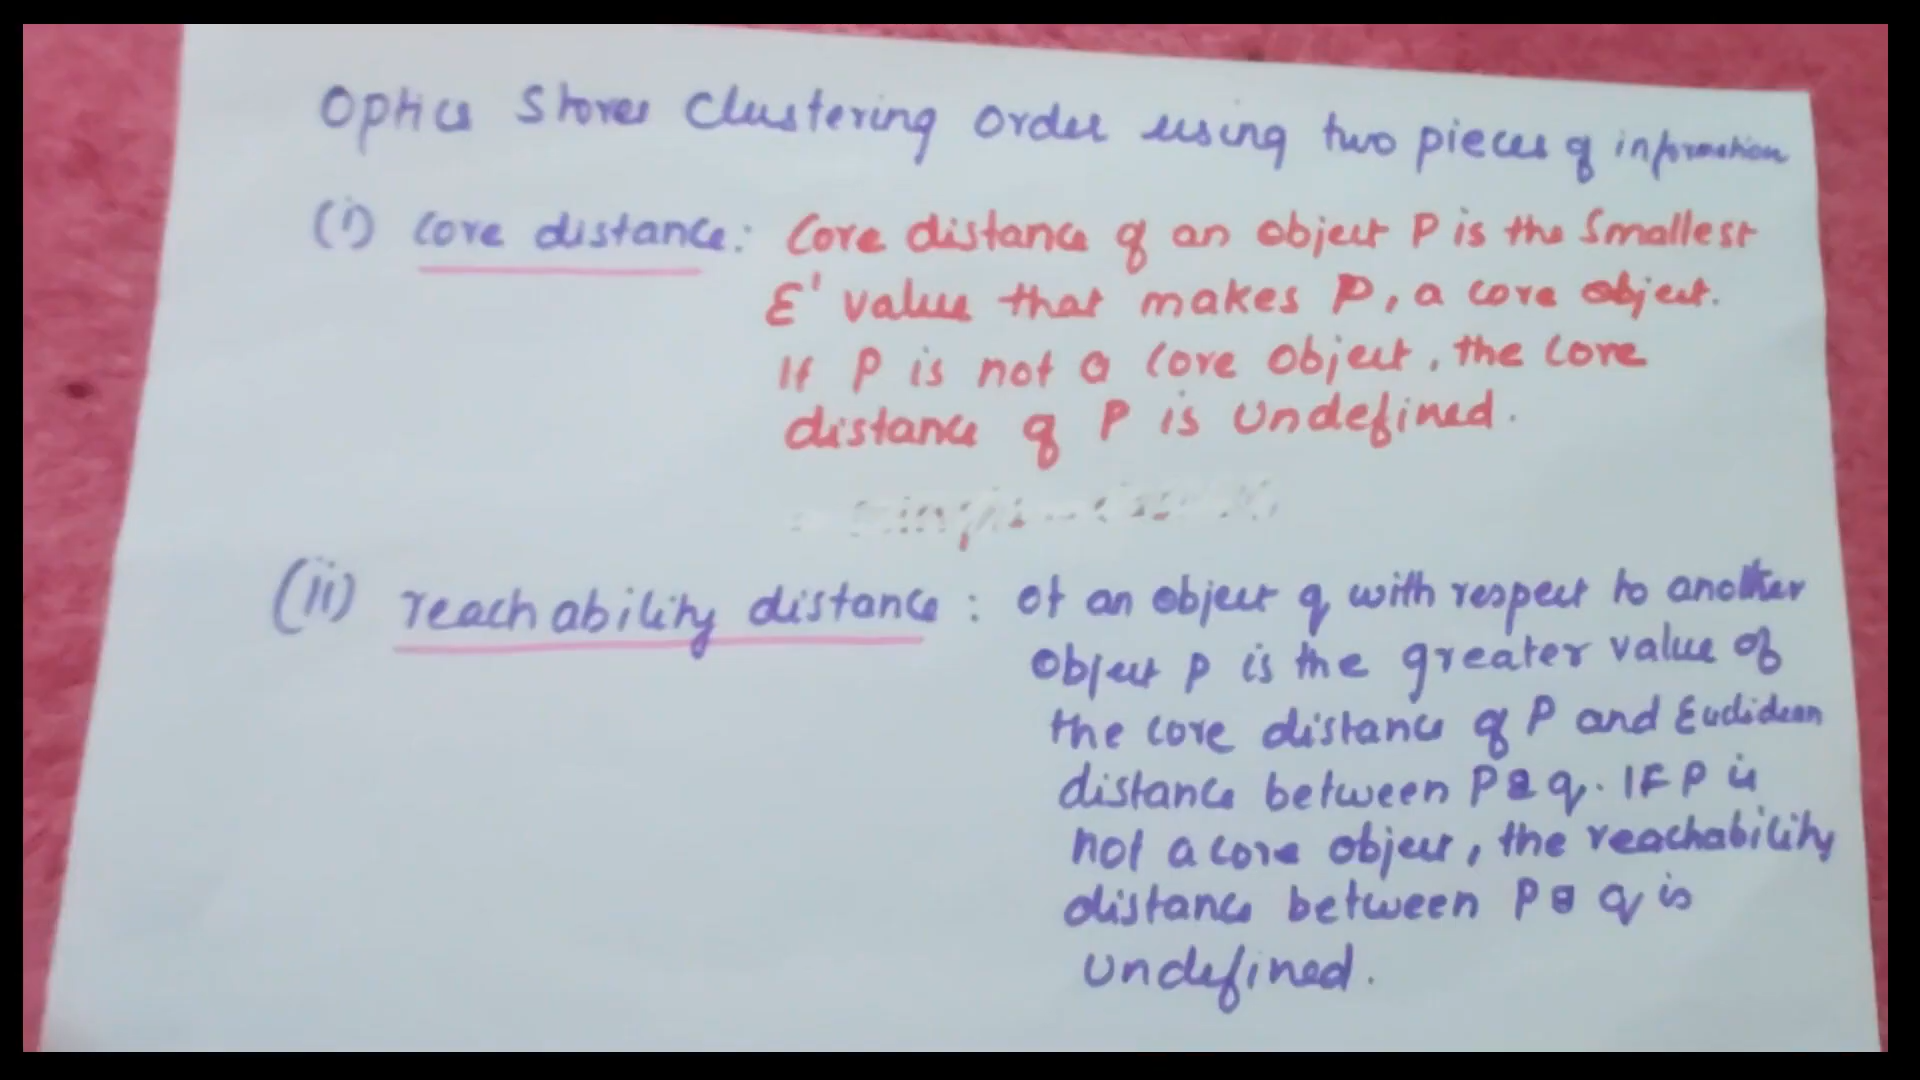 Optics Stores Clustering Order using two pieces of information
(i) Core distance: Core distance of an object P is the Smallest
ε' value that makes P, a core object.
If P is not a core object, the core
distance of P is Undefined.
(ii) reachability distance: of an object q with respect to another
object p is the greater value of
the core distance of P and Euclidean
distance between P & q. IF p is
not a core object, the reachability
distance between P & q is
Undefined.